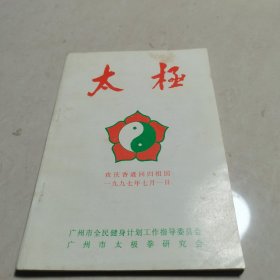 太極
欢庆香港回归祖国
一九九七年七月一日
广州市全民健身计划工作指导委员会
广州市太极拳研究会